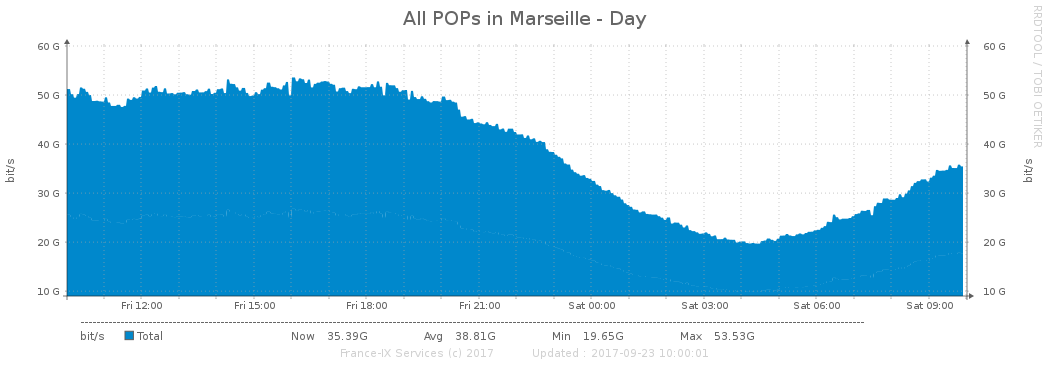 All POPs in Marseille - Day
RRDTOOL / TOBI OETIKER
bit/s
60 G
50 G
40 G
30 G
20 G
10 G
60 G
50 G
40 G
30 G
20 G
10 G
bit/s
Fri 12:00 Fri 15:00 Fri 18:00 Fri 21:00 Sat 00:00 Sat 03:00 Sat 06:00 Sat 09:00
bit/s Total Now 35.39G Avg 38.81G Min 19.65G Max 53.53G
France-IX Services (c) 2017 Updated : 2017-09-23 10:00:01